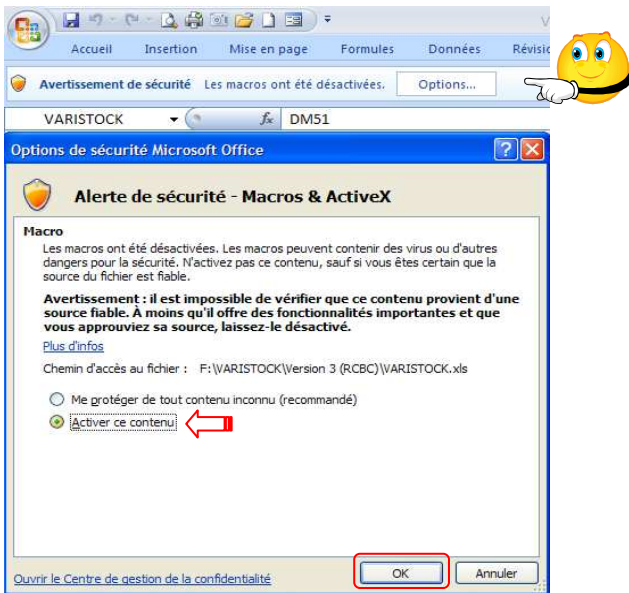 Accueil Insertion Mise en page Formules Données Révisio
Avertissement de sécurité Les macros ont été désactivées. Options...
VARISTOCK fx DM51
Options de sécurité Microsoft Office
Alerte de sécurité - Macros & ActiveX
Macro
Les macros ont été désactivées. Les macros peuvent contenir des virus ou d'autres
dangers pour la sécurité. N'activez pas ce contenu, sauf si vous êtes certain que la
source du fichier est fiable.
Avertissement : il est impossible de vérifier que ce contenu provient d'une
source fiable. À moins qu'il offre des fonctionnalités importantes et que
vous approuviez sa source, laissez-le désactivé.
Plus d'infos
Chemin d'accès au fichier : F:\VARISTOCK\Version 3 (RCBC)\VARISTOCK.xls
Me protéger de tout contenu inconnu (recommandé)
Activer ce contenu
Ouvrir le Centre de gestion de la confidentialité OK Annuler